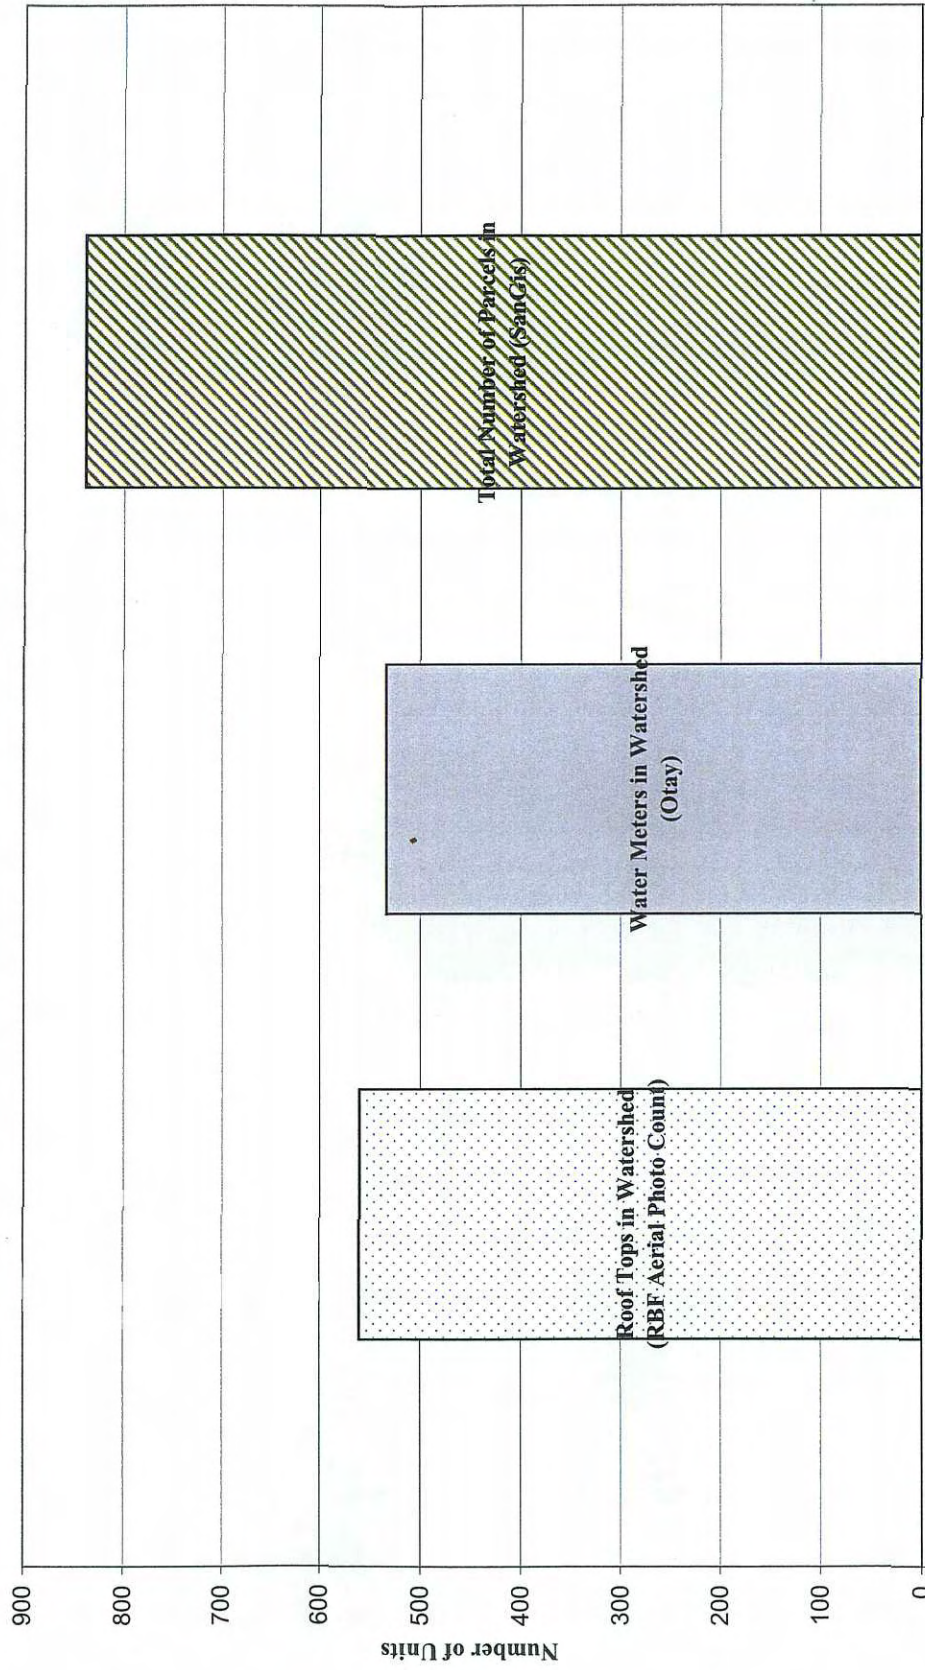 900
800
700
600
500
400
300
200
100
0
Number of Units
Roof Tops in Watershed
(RBF Aerial Photo Count)
Water Meters in Watershed
(Otay)
Total Number of Parcels in
Watershed (SanGis)